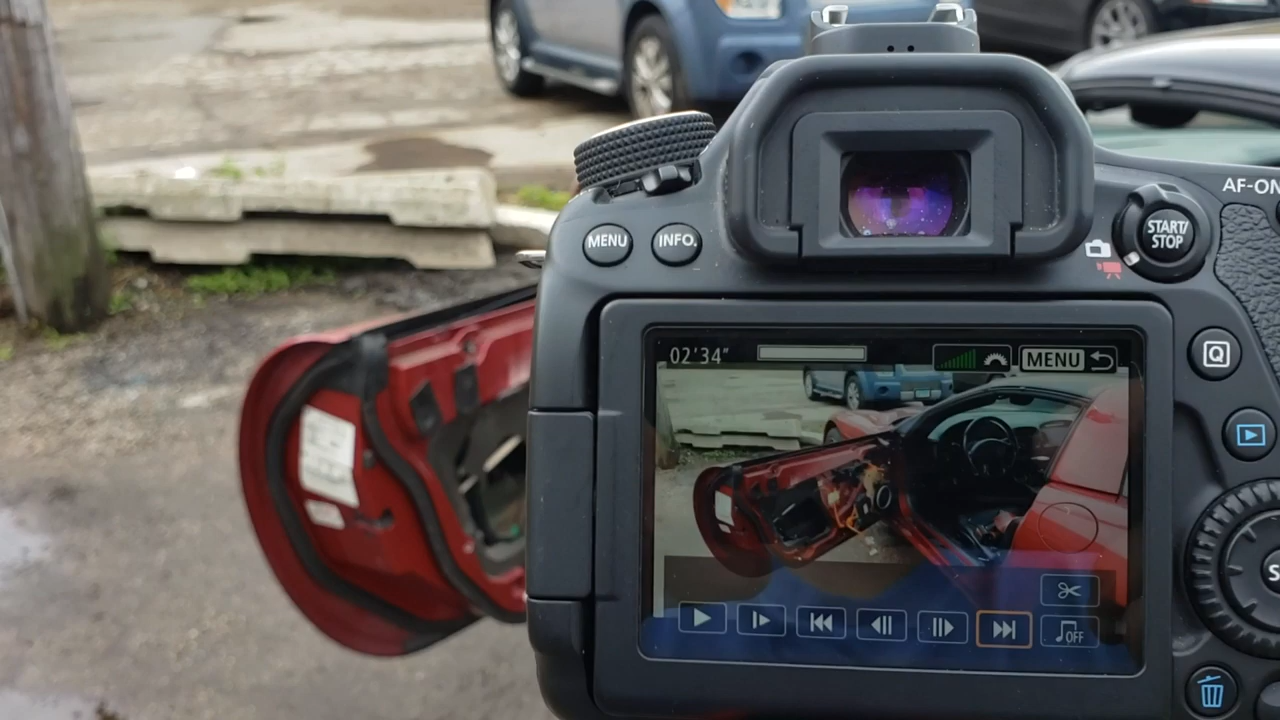 AF-ON
MENU
INFO.
START/
STOP
02'34"
MENU
Q
OFF
S